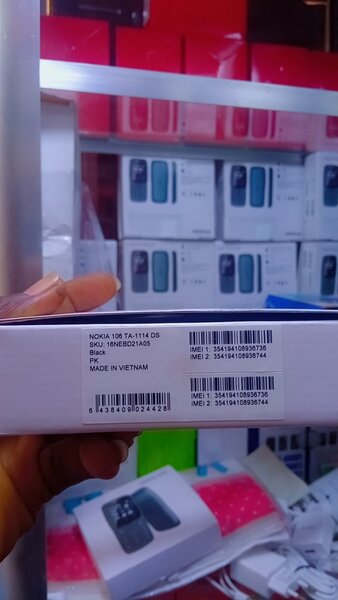 NOKIA 106 TA-1114 DS
SKU: 16NEBD21A05
Black
PK
MADE IN VIETNAM
6 438409 024428
IMEI 1: 354194108936736
IMEI 2: 354194108936744
IMEI 1: 354194108936736
IMEI 2: 354194108936744